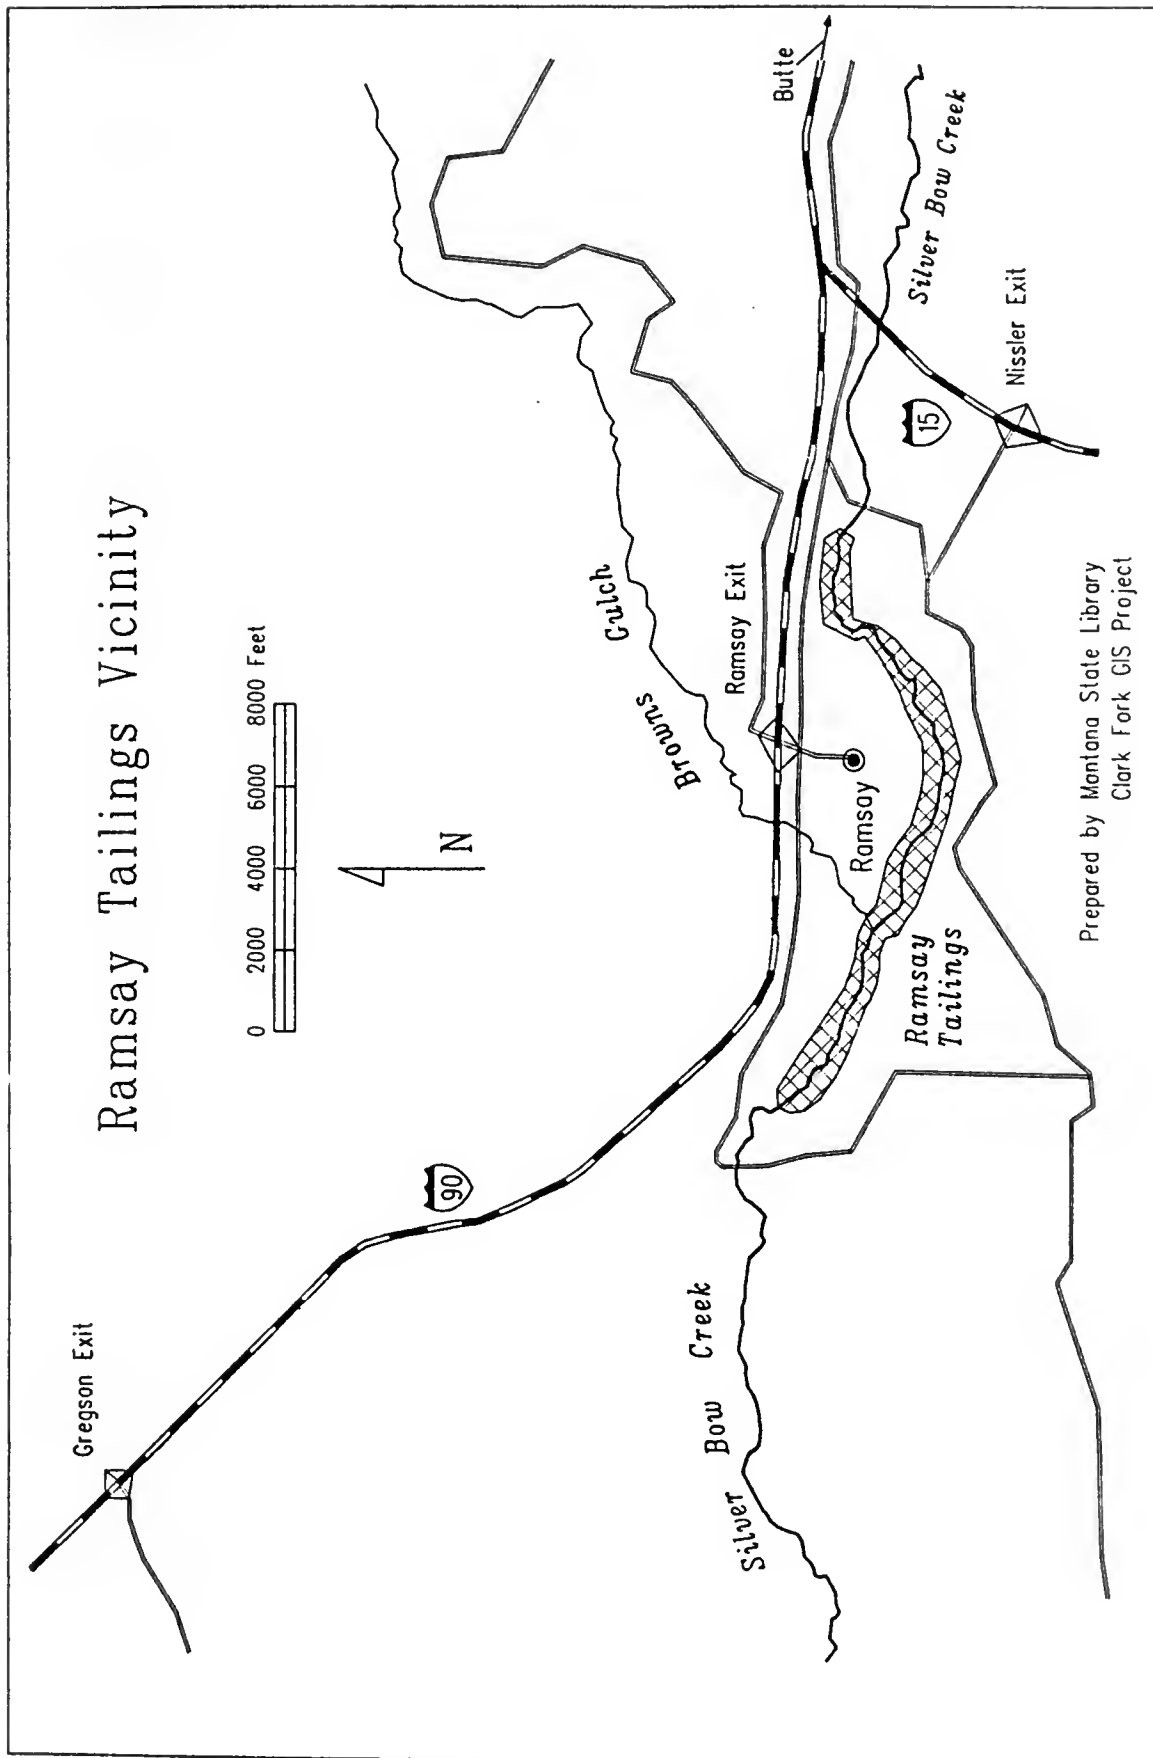 Ramsay Tailings Vicinity
0 2000 4000 6000 8000 Feet
N
Gregson Exit
90
Butte
Browns Gulch
Ramsay Exit
Ramsay
Silver Bow Creek
Silver Bow Creek
15
Nissler Exit
Ramsay
Tailings
Prepared by Montana State Library
Clark Fork GIS Project